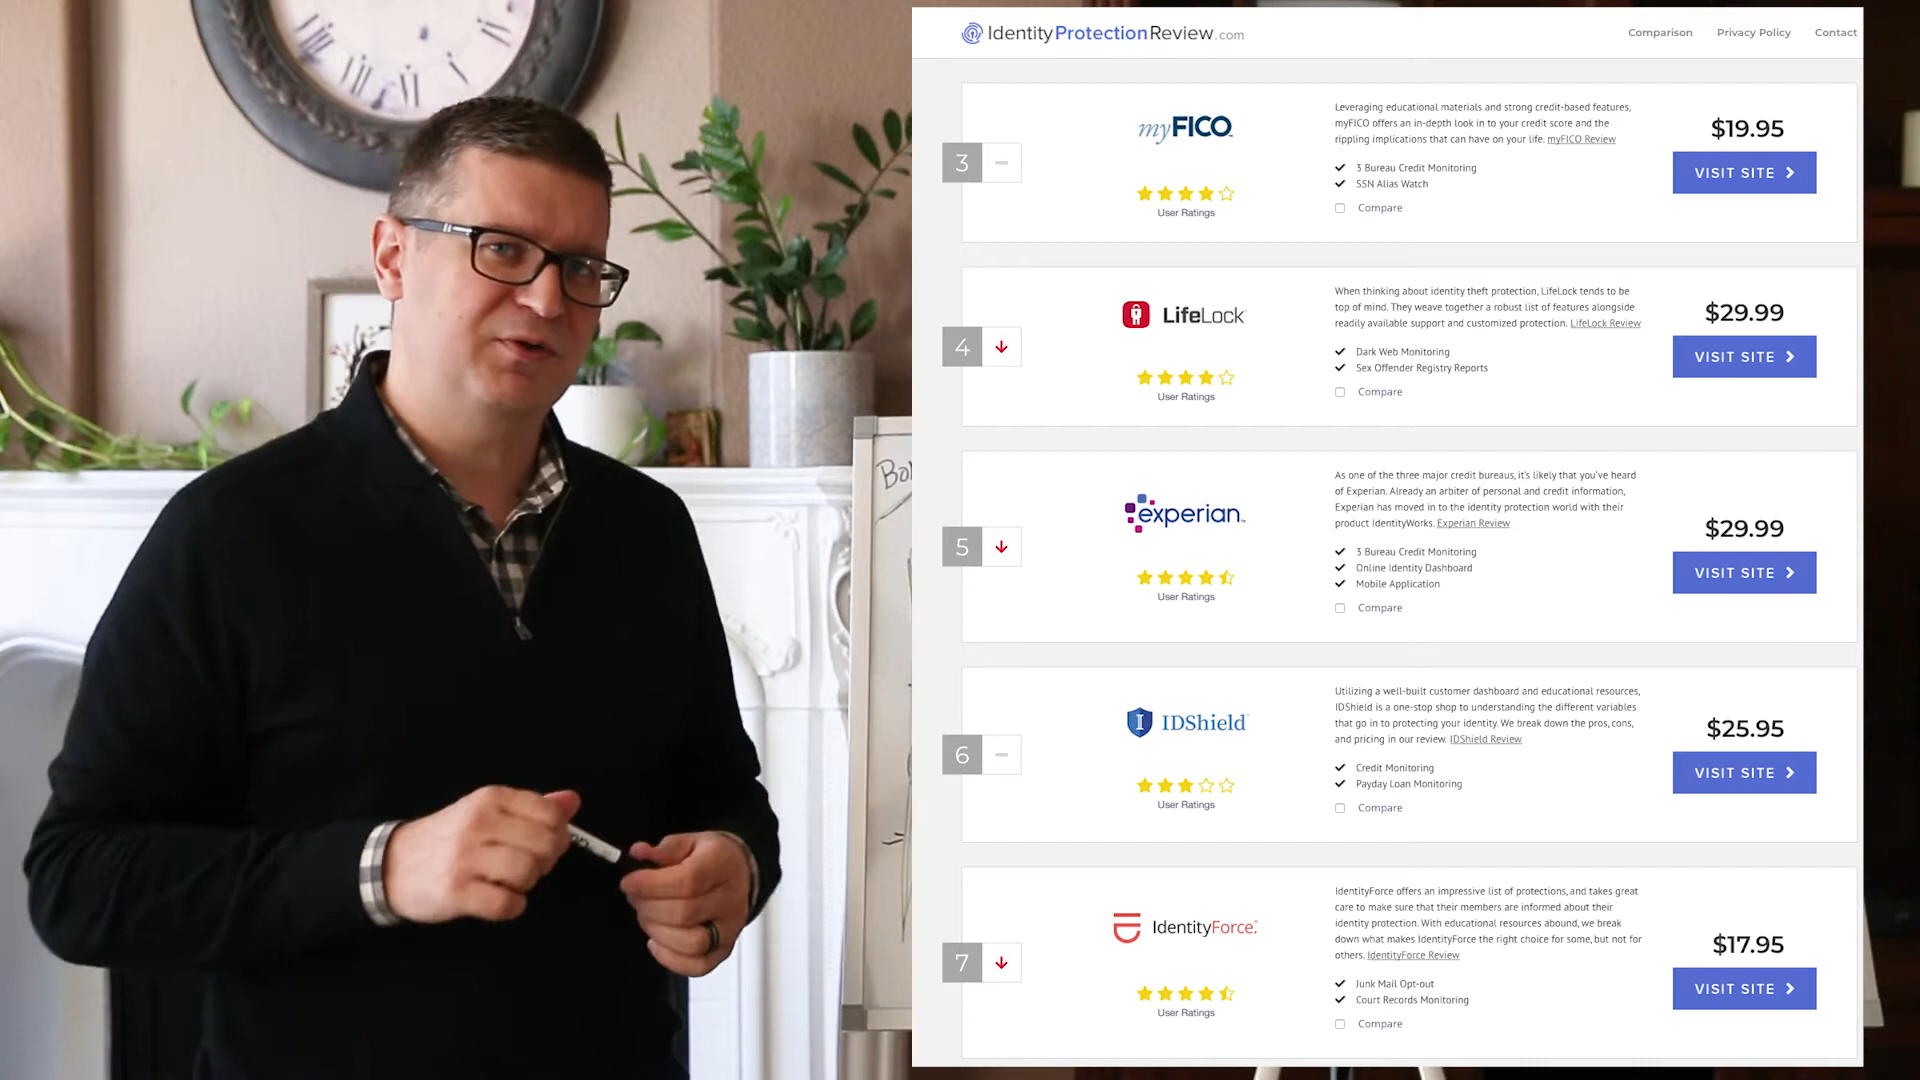 IdentityProtectionReview.com
Comparison
Privacy Policy
Contact
3
myFICO
User Ratings
Leveraging educational materials and strong credit-based features,
myFICO offers an in-depth look in to your credit score and the
rippling implications that can have on your life. myFICO Review
3 Bureau Credit Monitoring
SSN Alias Watch
Compare
$19.95
VISIT SITE
4
LifeLock
User Ratings
When thinking about identity theft protection, LifeLock tends to be
top of mind. They weave together a robust list of features alongside
readily available support and customized protection. LifeLock Review
Dark Web Monitoring
Sex Offender Registry Reports
Compare
$29.99
VISIT SITE
5
experian
User Ratings
As one of the three major credit bureaus, it's likely that you've heard
of Experian. Already an arbiter of personal and credit information,
Experian has moved in to the identity protection world with their
product IdentityWorks. Experian Review
3 Bureau Credit Monitoring
Online Identity Dashboard
Mobile Application
Compare
$29.99
VISIT SITE
6
IDShield
User Ratings
Utilizing a well-built customer dashboard and educational resources,
IDShield is a one-stop shop to understanding the different variables
that go in to protecting your identity. We break down the pros, cons,
and pricing in our review. IDShield Review
Credit Monitoring
Payday Loan Monitoring
Compare
$25.95
VISIT SITE
7
IdentityForce
User Ratings
IdentityForce offers an impressive list of protections, and takes great
care to make sure that their members are informed about their
identity protection. With educational resources abound, we break
down what makes IdentityForce the right choice for some, but not for
others. IdentityForce Review
Junk Mail Opt-out
Court Records Monitoring
Compare
$17.95
VISIT SITE